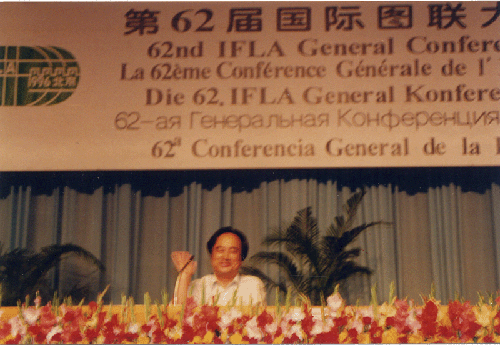 第62届国际图联大
62nd IFLA General Confere
La 62ème Conférence Générale de l'
Die 62. IFLA General Konfere
62-ая Генеральная Конференция
62ª Conferencia General de la I